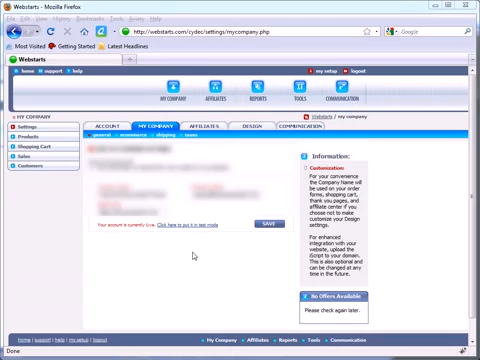 Webstarts - Mozilla Firefox
File Edit View History Bookmarks Tools Avairy Help
http://webstarts.com/cydec/settings/mycompany.php
Google
Most Visited Getting Started Latest Headlines
Webstarts
home support help my setup logout
MY COMPANY AFFILIATES REPORTS TOOLS COMMUNICATION
MY COMPANY
Webstarts / my company
Settings
Products
Shopping Cart
Sales
Customers
ACCOUNT MY COMPANY AFFILIATES DESIGN COMMUNICATION
general ecommerce shipping taxes
Your account is currently Live. Click here to put it in test mode
SAVE
Information:
Customization:
For your convenience
the Company Name will
be used on your
order forms, shopping
cart, thank you
pages, and
affiliate center if you
choose not to make
customize your
Design
settings.
For enhanced
integration with your
website, upload the
iScript to your domain.
This is also optional and
can be changed at any
time in the future.
No Offers Available
Please check again later.
home | support | help | my setup | logout
My Company Affiliates Reports Tools Communication
Done